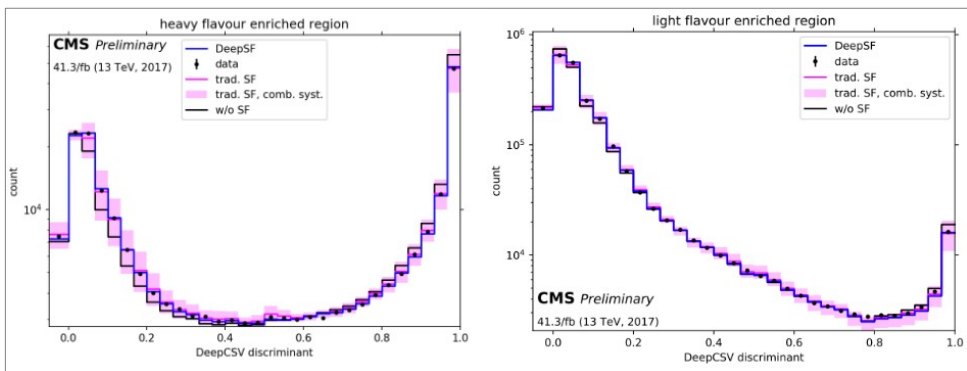 heavy flavour enriched region
CMS Preliminary
41.3/fb (13 TeV, 2017)
DeepSF
data
trad. SF
trad. SF, comb. syst.
w/o SF
count
10⁴
0.0 0.2 0.4 0.6 0.8 1.0
DeepCSV discriminant
light flavour enriched region
DeepSF
data
trad. SF
trad. SF, comb. syst.
w/o SF
count
10⁶
10⁵
10⁴
CMS Preliminary
41.3/fb (13 TeV, 2017)
0.0 0.2 0.4 0.6 0.8 1.0
DeepCSV discriminant